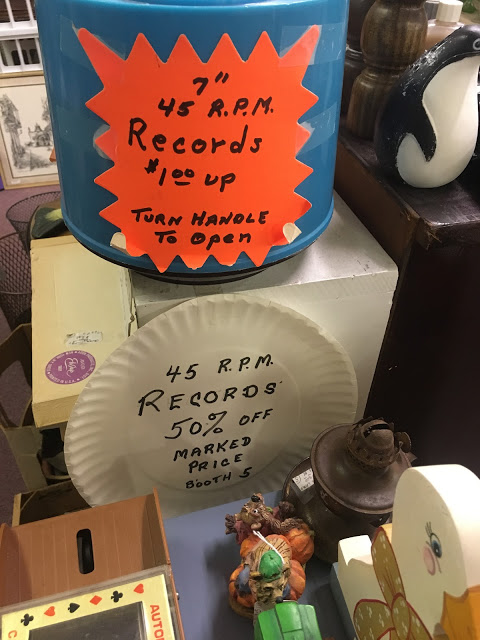 7"
45 R.P.M.
Records
$1.00 up
Turn Handle
To Open
45 R.P.M.
Records
50% off
marked
price
Booth 5
AUTO